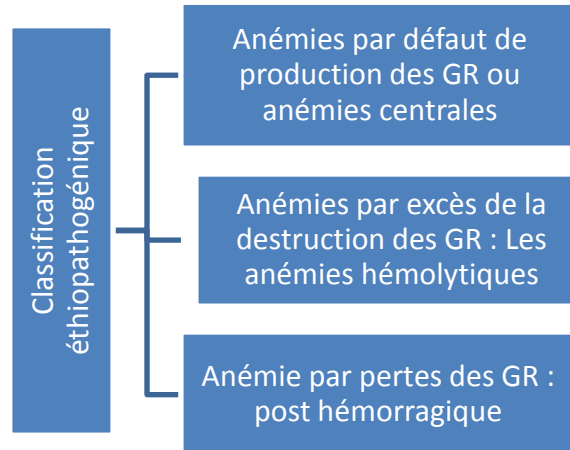 Classification
éthiopathogénique
Anémies par défaut de
production des GR ou
anémies centrales
Anémies par excès de la
destruction des GR : Les
anémies hémolytiques
Anémie par pertes des GR :
post hémorragique